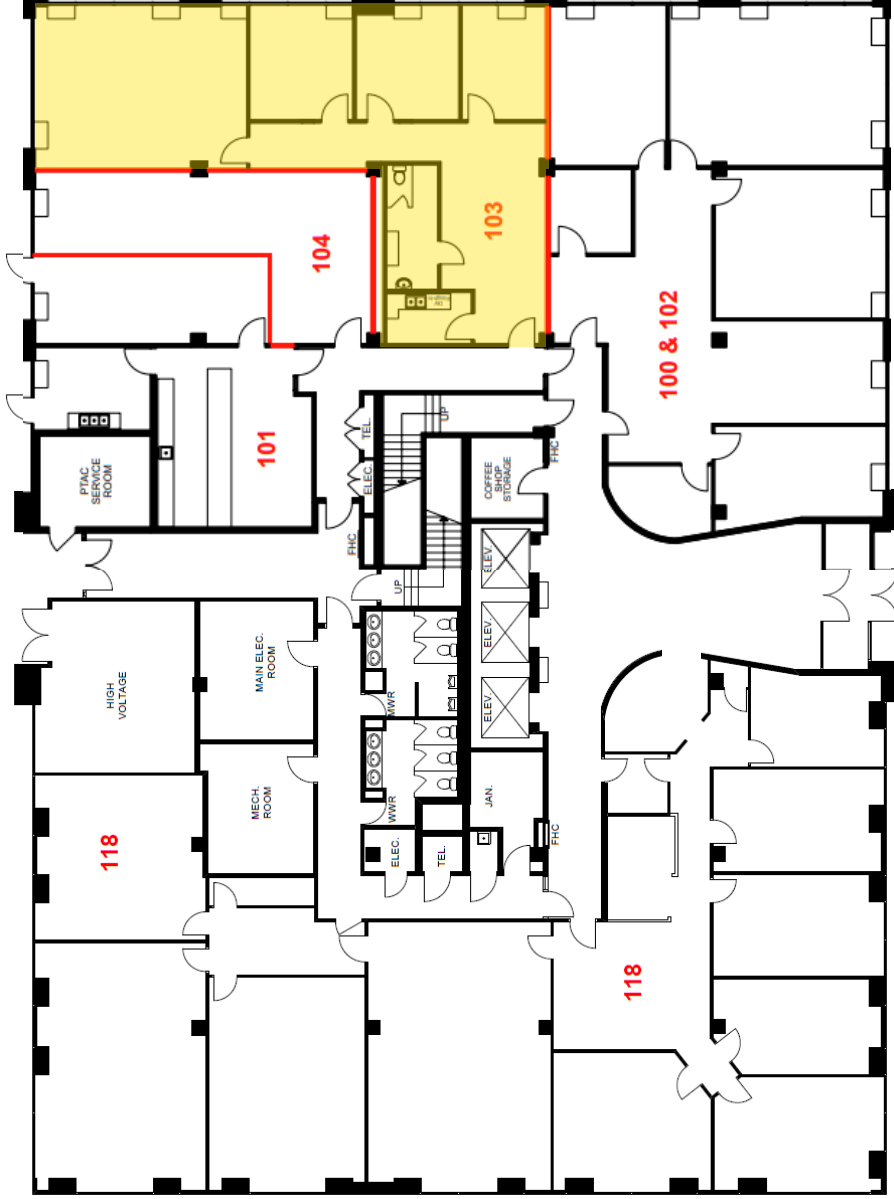 103
104
100 & 102
101
UP
TEL.
ELEC.
FHC
PTAC
SERVICE
ROOM
COFFEE
SHOP
STORAGE
FHC
UP
ELEV.
ELEV.
ELEV.
HIGH
VOLTAGE
MAIN ELEC.
ROOM
MWR
MECH.
ROOM
WWR
JAN.
118
ELEC.
TEL.
FHC
118